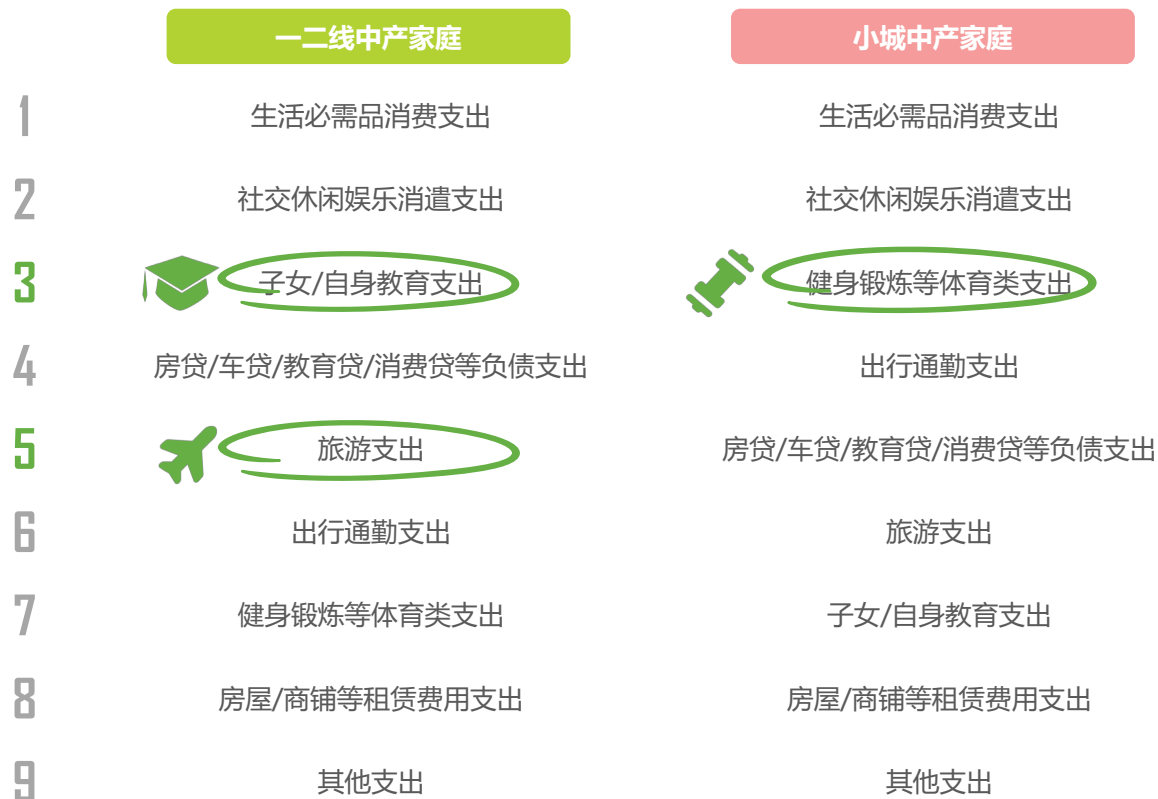 一二线中产家庭 小城中产家庭
1 生活必需品消费支出 生活必需品消费支出
2 社交休闲娱乐消遣支出 社交休闲娱乐消遣支出
3 子女/自身教育支出 健身锻炼等体育类支出
4 房贷/车贷/教育贷/消费贷等负债支出 出行通勤支出
5 旅游支出 房贷/车贷/教育贷/消费贷等负债支出
6 出行通勤支出 旅游支出
7 健身锻炼等体育类支出 子女/自身教育支出
8 房屋/商铺等租赁费用支出 房屋/商铺等租赁费用支出
9 其他支出 其他支出